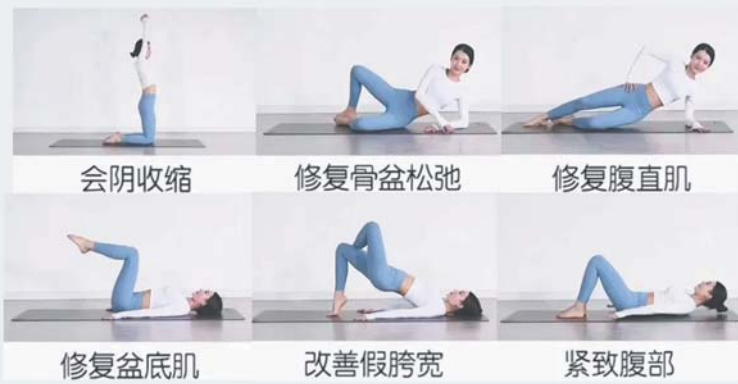 会阴收缩
修复骨盆松弛
修复腹直肌
修复盆底肌
改善假胯宽
紧致腹部